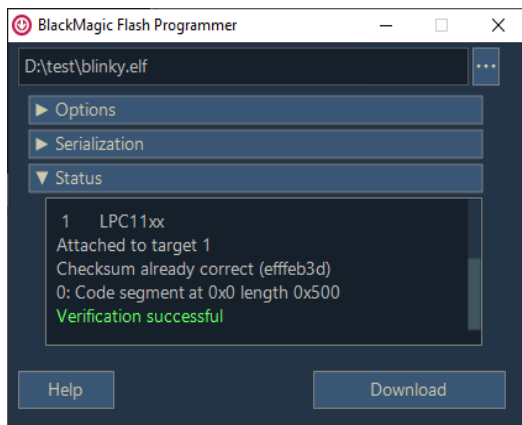 BlackMagic Flash Programmer
D:\test\blinky.elf
...
Options
Serialization
Status
1 LPC11xx
Attached to target 1
Checksum already correct (efffeb3d)
0: Code segment at 0x0 length 0x500
Verification successful
Help Download